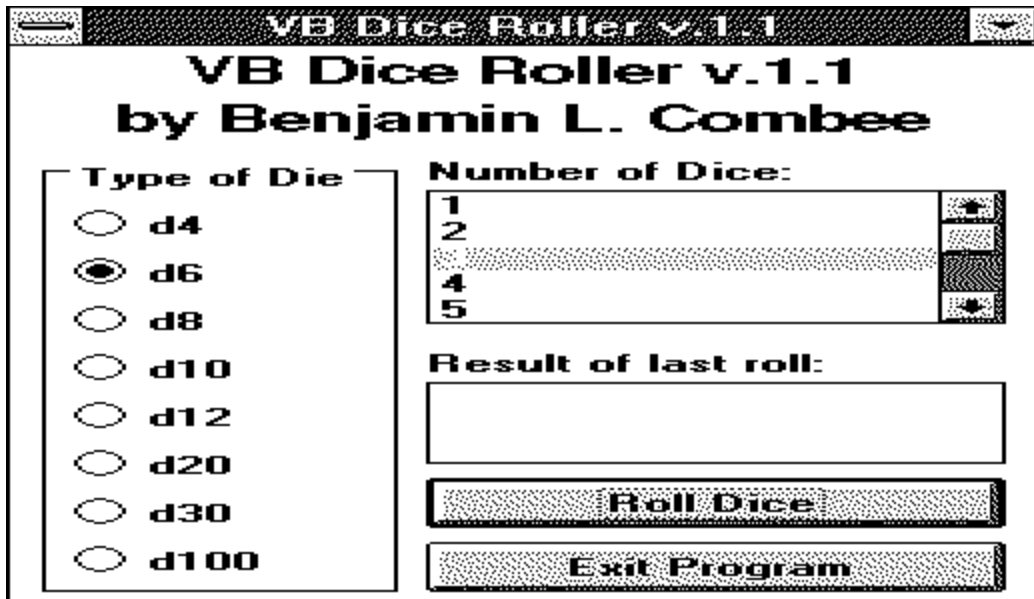 VB Dice Roller v.1.1
VB Dice Roller v.1.1
by Benjamin L. Combee
Type of Die
d4
d6
d8
d10
d12
d20
d30
d100
Number of Dice:
1
2
4
5
Result of last roll:
Roll Dice
Exit Program